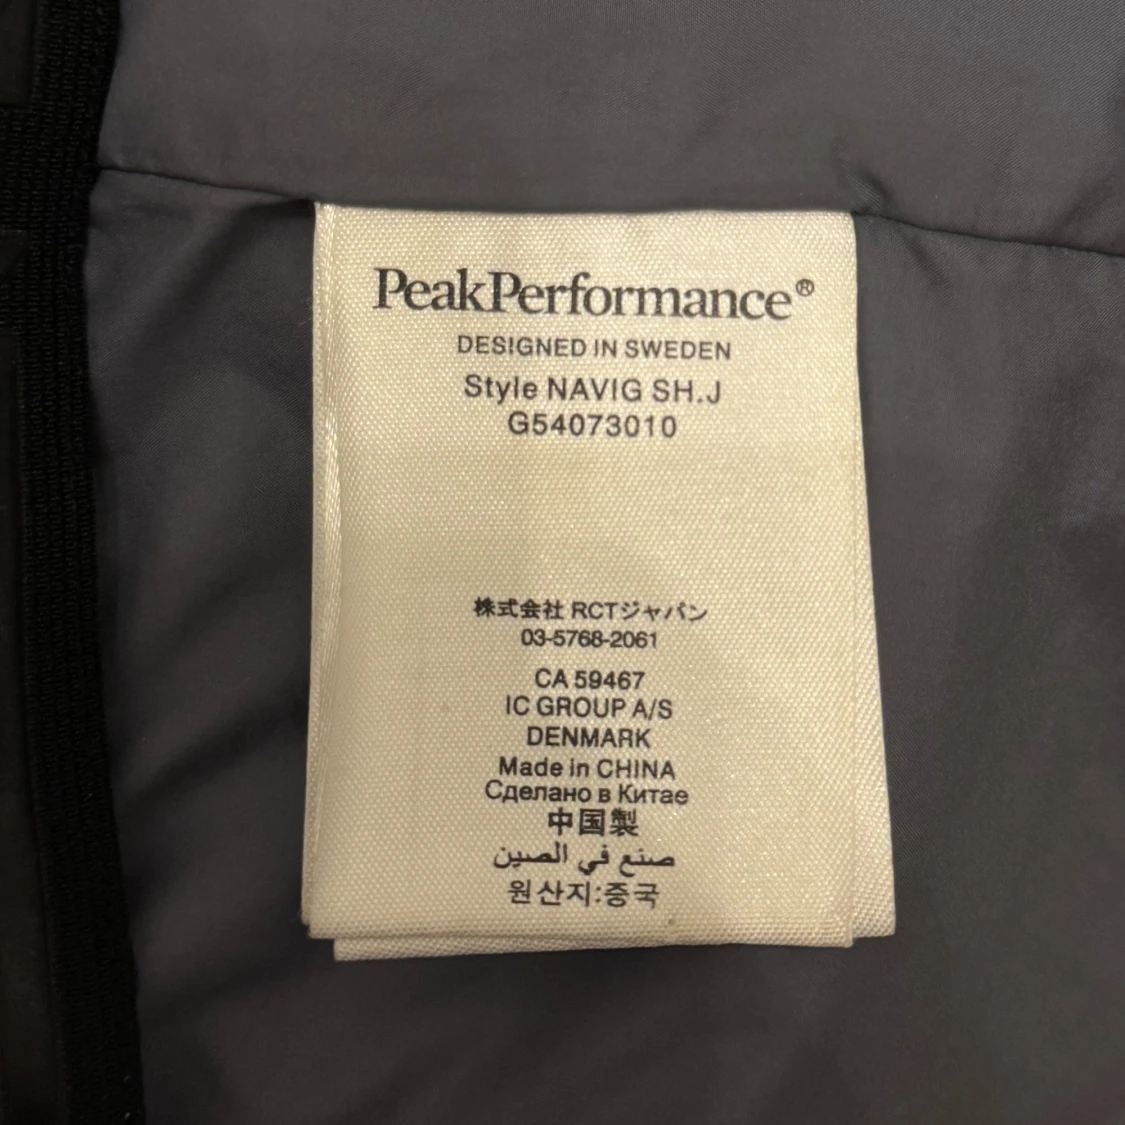 PeakPerformance®
DESIGNED IN SWEDEN
Style NAVIG SH.J
G54073010
株式会社 RCTジャパン
03-5768-2061
CA 59467
IC GROUP A/S
DENMARK
Made in CHINA
Сделано в Китае
中国製
صنع في الصين
원산지:중국